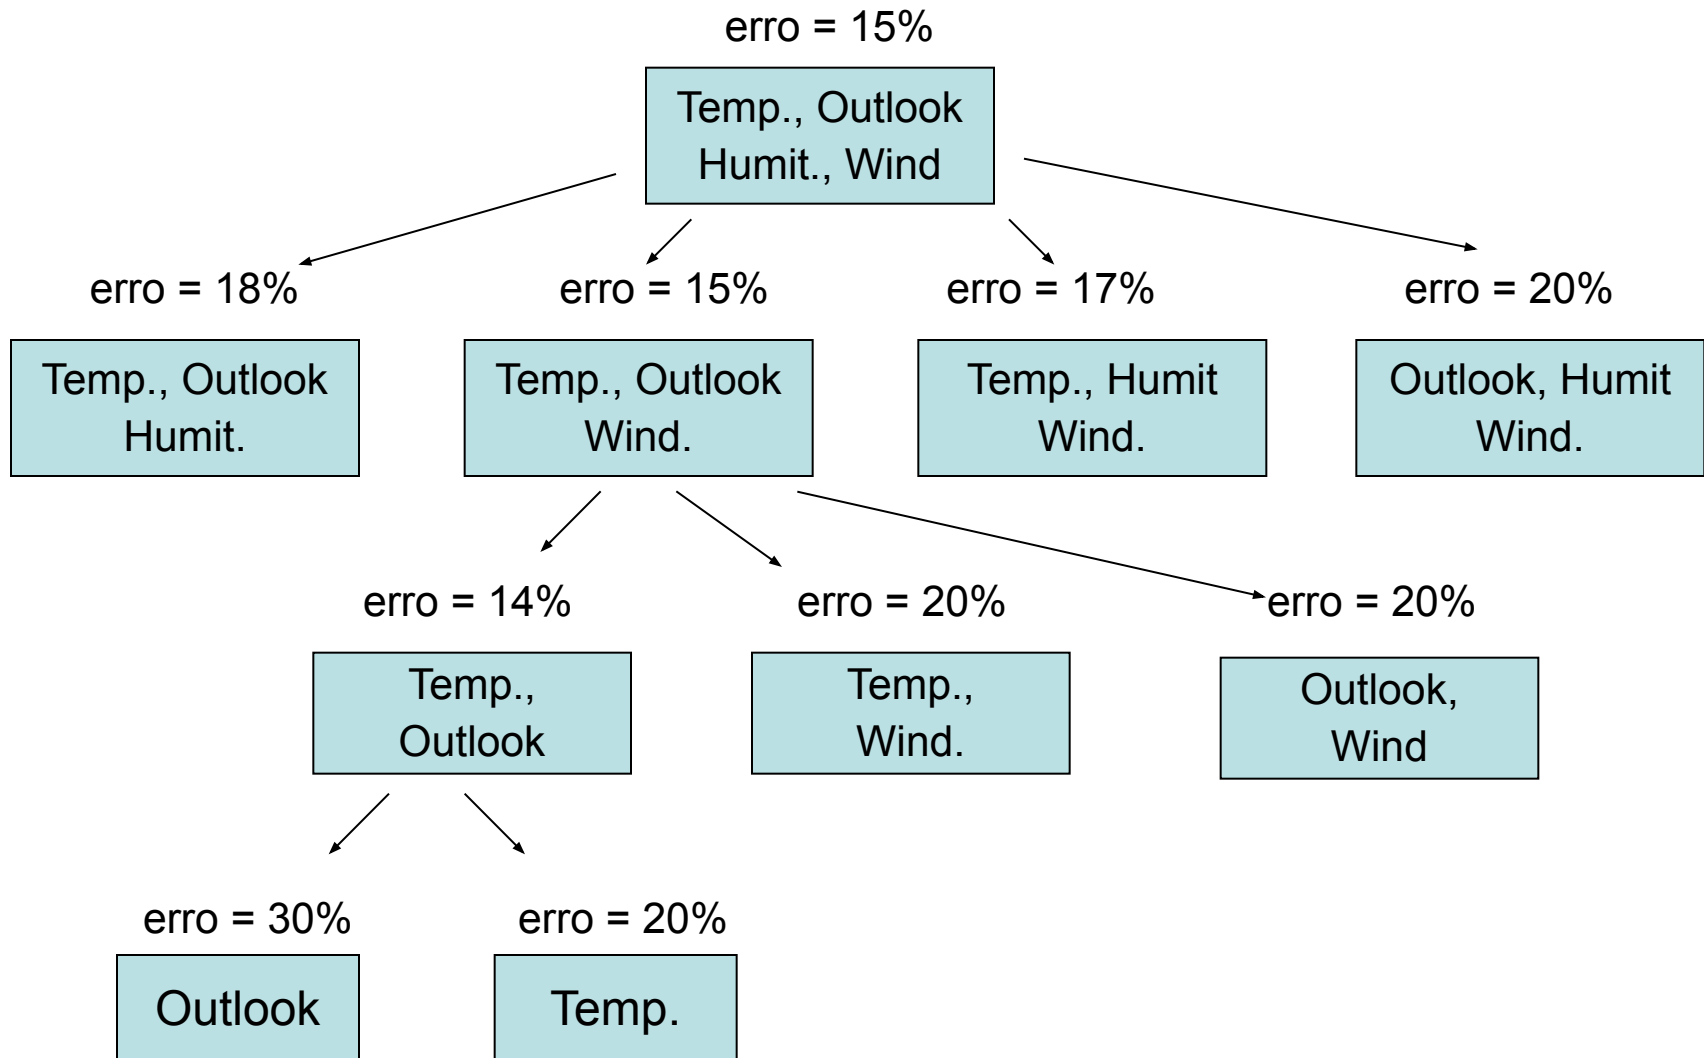 erro = 15%
Temp., Outlook
Humit., Wind
erro = 18%
erro = 15%
erro = 17%
erro = 20%
Temp., Outlook
Humit.
Temp., Outlook
Wind.
Temp., Humit
Wind.
Outlook, Humit
Wind.
erro = 14%
erro = 20%
erro = 20%
Temp.,
Outlook
Temp.,
Wind.
Outlook,
Wind
erro = 30%
erro = 20%
Outlook
Temp.